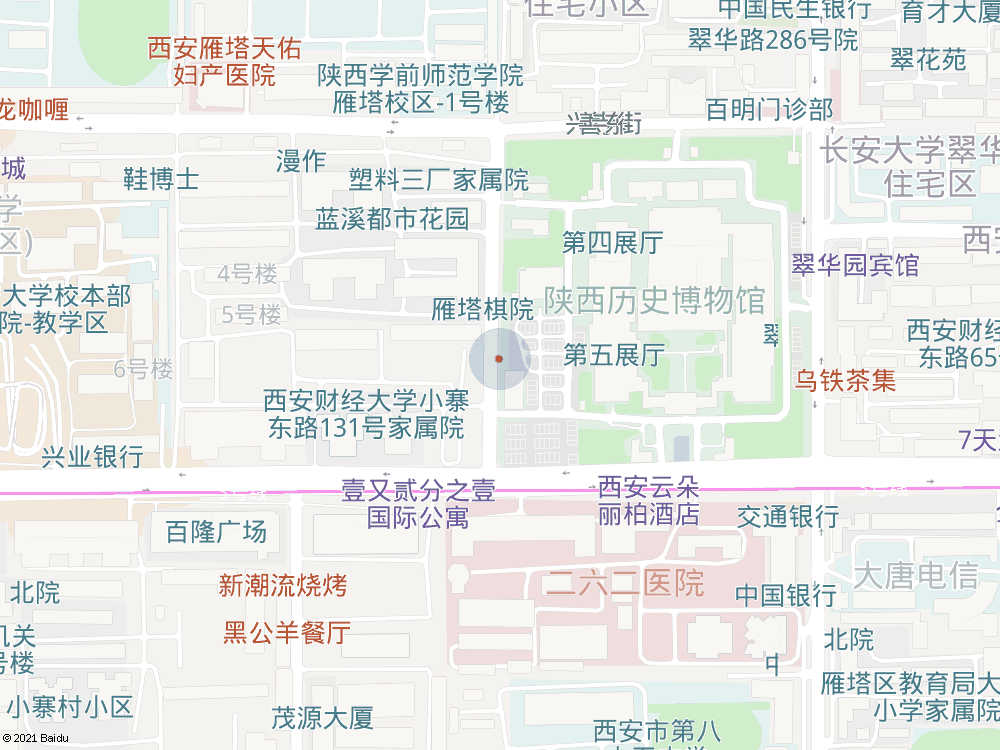 住宅小区
中国民生银行
翠华路286号院
育才大厦
翠花苑
西安雁塔天佑
妇产医院
陕西学前师范学院
雁塔校区-1号楼
龙咖喱
百明门诊部
长安大学翠华
住宅区
城
鞋博士
漫作
塑料三厂家属院
蓝溪都市花园
学
区)
第四展厅
西安
翠华园宾馆
4号楼
大学校本部
院-教学区
5号楼
雁塔棋院
陕西历史博物馆
翠
西安财经
东路65
第五展厅
6号楼
乌铁茶集
西安财经大学小寨
东路131号家属院
兴业银行
7天
壹又贰分之壹
国际公寓
西安云朵
丽柏酒店
交通银行
百隆广场
北院
新潮流烧烤
二六二医院
中国银行
大唐电信
机关
号楼
黑公羊餐厅
北院
中
小寨村小区
茂源大厦
雁塔区教育局大
小学家属院
西安市第八
© 2021 Baidu